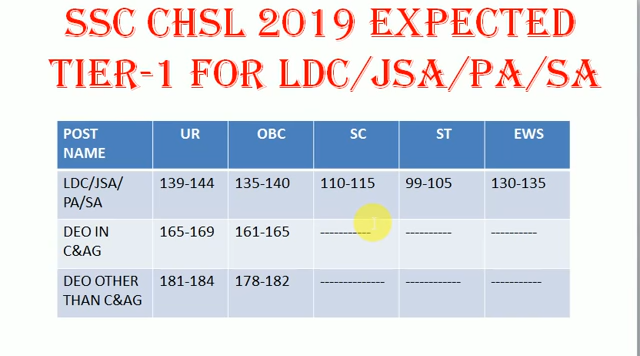 SSC CHSL 2019 EXPECTED
TIER-1 FOR LDC/JSA/PA/SA
POST NAME UR OBC SC ST EWS
LDC/JSA/ PA/SA 139-144 135-140 110-115 99-105 130-135
DEO IN C&AG 165-169 161-165 ----------- ---------- ----------
DEO OTHER THAN C&AG 181-184 178-182 -------------- ------------ -----------